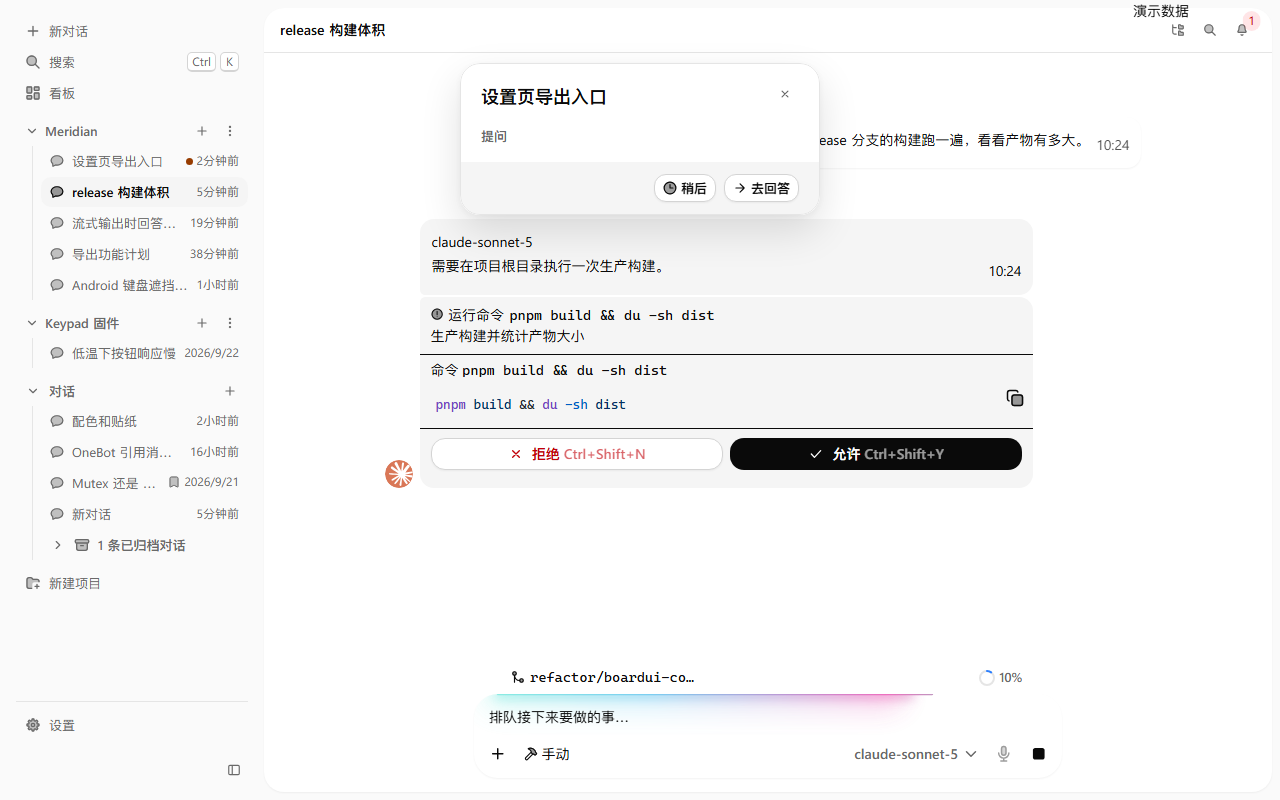 新对话
搜索 Ctrl K
看板
Meridian
设置页导出入口 2分钟前
release 构建体积 5分钟前
流式输出时回答… 19分钟前
导出功能计划 38分钟前
Android 键盘遮挡… 1小时前
Keypad 固件
低温下按钮响应慢 2026/9/22
对话
配色和贴纸 2小时前
OneBot 引用消… 16小时前
Mutex 还是 … 2026/9/21
新对话 5分钟前
1 条已归档对话
新建项目
设置
演示数据
release 构建体积
1
设置页导出入口
提问
稍后 去回答
ease 分支的构建跑一遍，看看产物有多大。 10:24
claude-sonnet-5
需要在项目根目录执行一次生产构建。 10:24
运行命令 pnpm build && du -sh dist
生产构建并统计产物大小
命令 pnpm build && du -sh dist
pnpm build && du -sh dist
拒绝 Ctrl+Shift+N
允许 Ctrl+Shift+Y
refactor/boardui-co… 10%
排队接下来要做的事…
手动 claude-sonnet-5